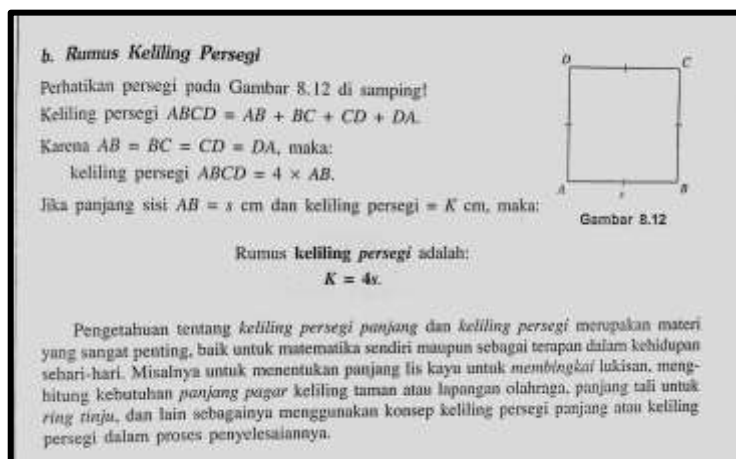 b. Rumus Keliling Persegi
Perhatikan persegi pada Gambar 8.12 di samping!
Keliling persegi ABCD = AB + BC + CD + DA.
Karena AB = BC = CD = DA, maka:
keliling persegi ABCD = 4 × AB.
Jika panjang sisi AB = s cm dan keliling persegi = K cm, maka:
D C
A s B
Gambar 8.12
Rumus keliling persegi adalah:
K = 4s.
Pengetahuan tentang keliling persegi panjang dan keliling persegi merupakan materi
yang sangat penting, baik untuk matematika sendiri maupun sebagai terapan dalam kehidupan
sehari-hari. Misalnya untuk menentukan panjang lis kayu untuk membingkai lukisan, meng-
hitung kebutuhan panjang pagar keliling taman atau lapangan olahraga, panjang tali untuk
ring tinju, dan lain sebagainya menggunakan konsep keliling persegi panjang atau keliling
persegi dalam proses penyelesaiannya.